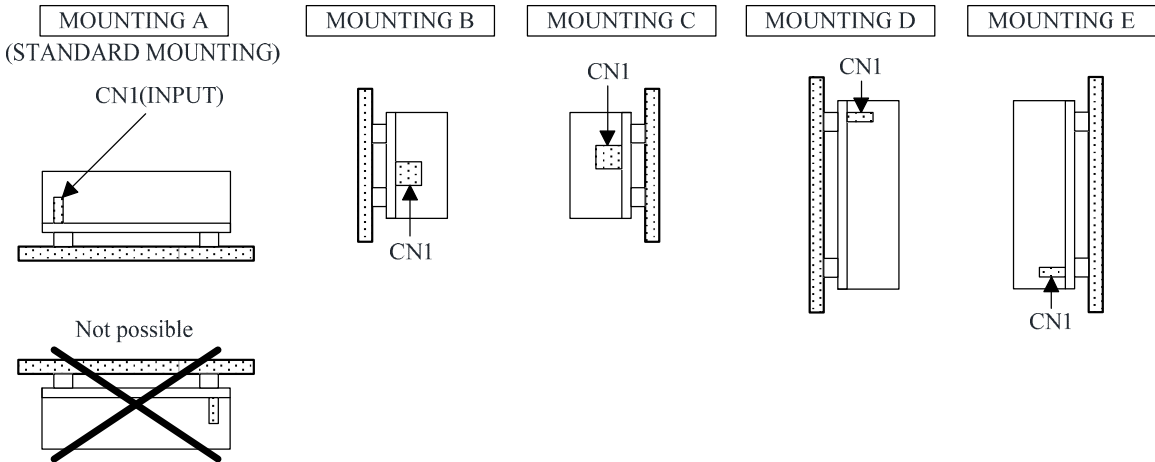 MOUNTING A
(STANDARD MOUNTING)
CN1(INPUT)
Not possible
MOUNTING B
CN1
MOUNTING C
CN1
MOUNTING D
CN1
MOUNTING E
CN1